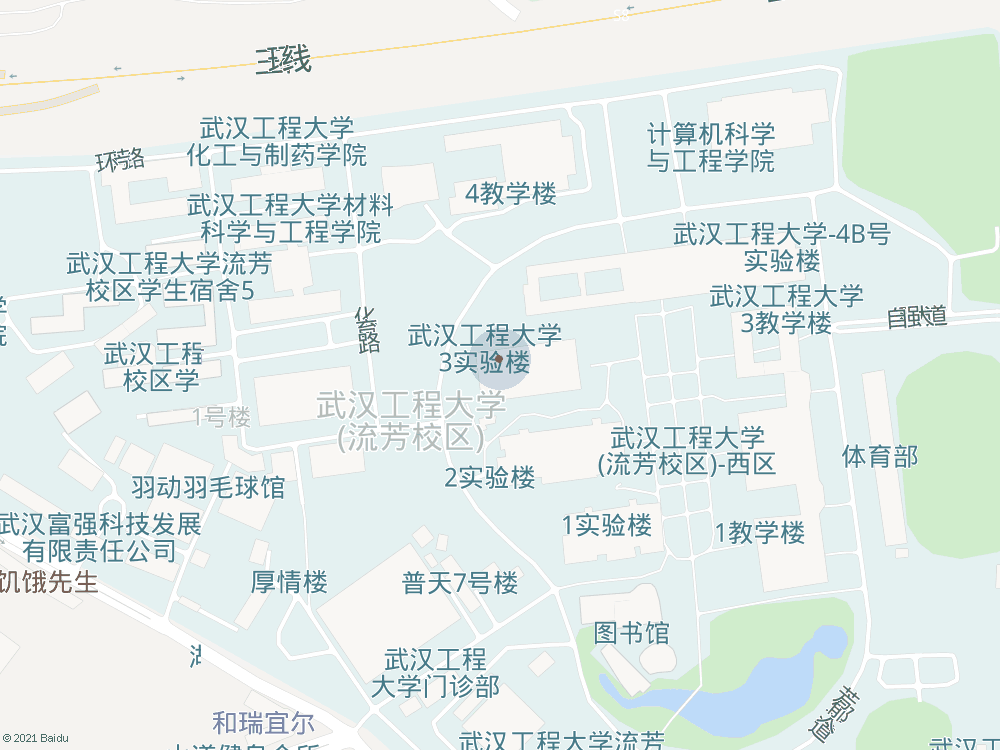 53
武汉工程大学
化工与制药学院
计算机科学
与工程学院
环路
4教学楼
武汉工程大学材料
科学与工程学院
武汉工程大学-4B号
实验楼
武汉工程大学流芳
校区学生宿舍5
武汉工程大学
3教学楼
自强大道
化育路
武汉工程大学
3实验楼
武汉工程
校区学
1号楼
武汉工程大学
(流芳校区)
武汉工程大学
(流芳校区)-西区
体育部
2实验楼
羽动羽毛球馆
武汉富强科技发展
有限责任公司
1实验楼
1教学楼
饥饿先生
厚情楼
普天7号楼
图书馆
武汉工程
大学门诊部
和瑞宜尔
武汉工程大学流芳
武汉大
© 2021 Baidu